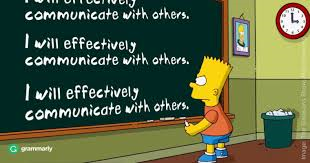 I will effectively
communicate with others.
I will effectively
communicate with others.
I will effectively
communicate with others.
grammarly